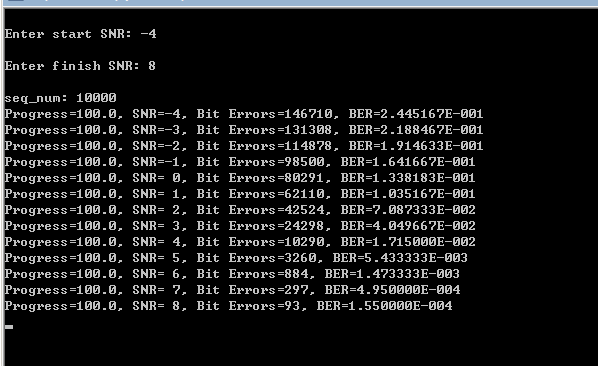 Enter start SNR: -4
Enter finish SNR: 8
seq_num: 10000
Progress=100.0, SNR=-4, Bit Errors=146710, BER=2.445167E-001
Progress=100.0, SNR=-3, Bit Errors=131308, BER=2.188467E-001
Progress=100.0, SNR=-2, Bit Errors=114878, BER=1.914633E-001
Progress=100.0, SNR=-1, Bit Errors=98500, BER=1.641667E-001
Progress=100.0, SNR= 0, Bit Errors=80291, BER=1.338183E-001
Progress=100.0, SNR= 1, Bit Errors=62110, BER=1.035167E-001
Progress=100.0, SNR= 2, Bit Errors=42524, BER=7.087333E-002
Progress=100.0, SNR= 3, Bit Errors=24298, BER=4.049667E-002
Progress=100.0, SNR= 4, Bit Errors=10290, BER=1.715000E-002
Progress=100.0, SNR= 5, Bit Errors=3260, BER=5.433333E-003
Progress=100.0, SNR= 6, Bit Errors=884, BER=1.473333E-003
Progress=100.0, SNR= 7, Bit Errors=297, BER=4.950000E-004
Progress=100.0, SNR= 8, Bit Errors=93, BER=1.550000E-004